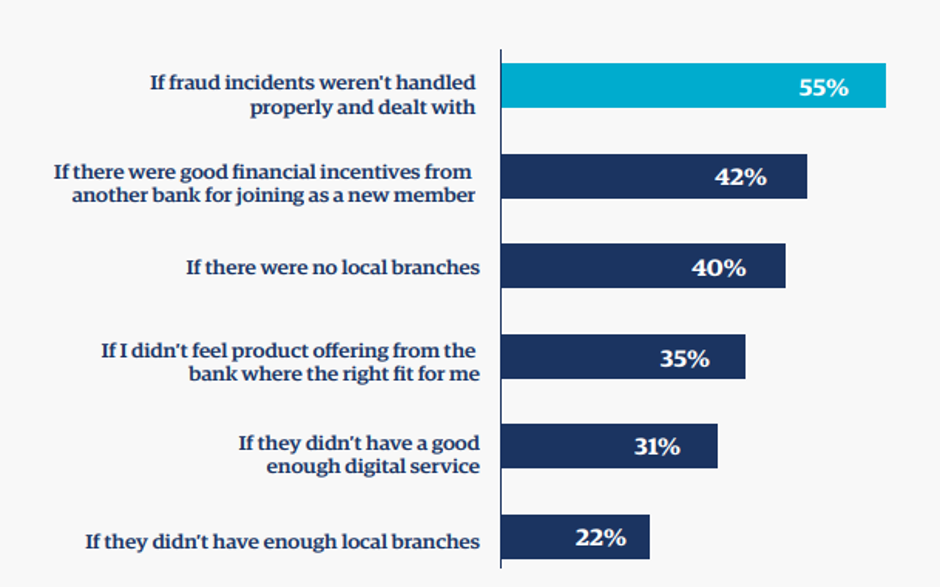 If fraud incidents weren't handled
properly and dealt with
55%
If there were good financial incentives from
another bank for joining as a new member
42%
If there were no local branches
40%
If I didn't feel product offering from the
bank where the right fit for me
35%
If they didn't have a good
enough digital service
31%
If they didn't have enough local branches
22%